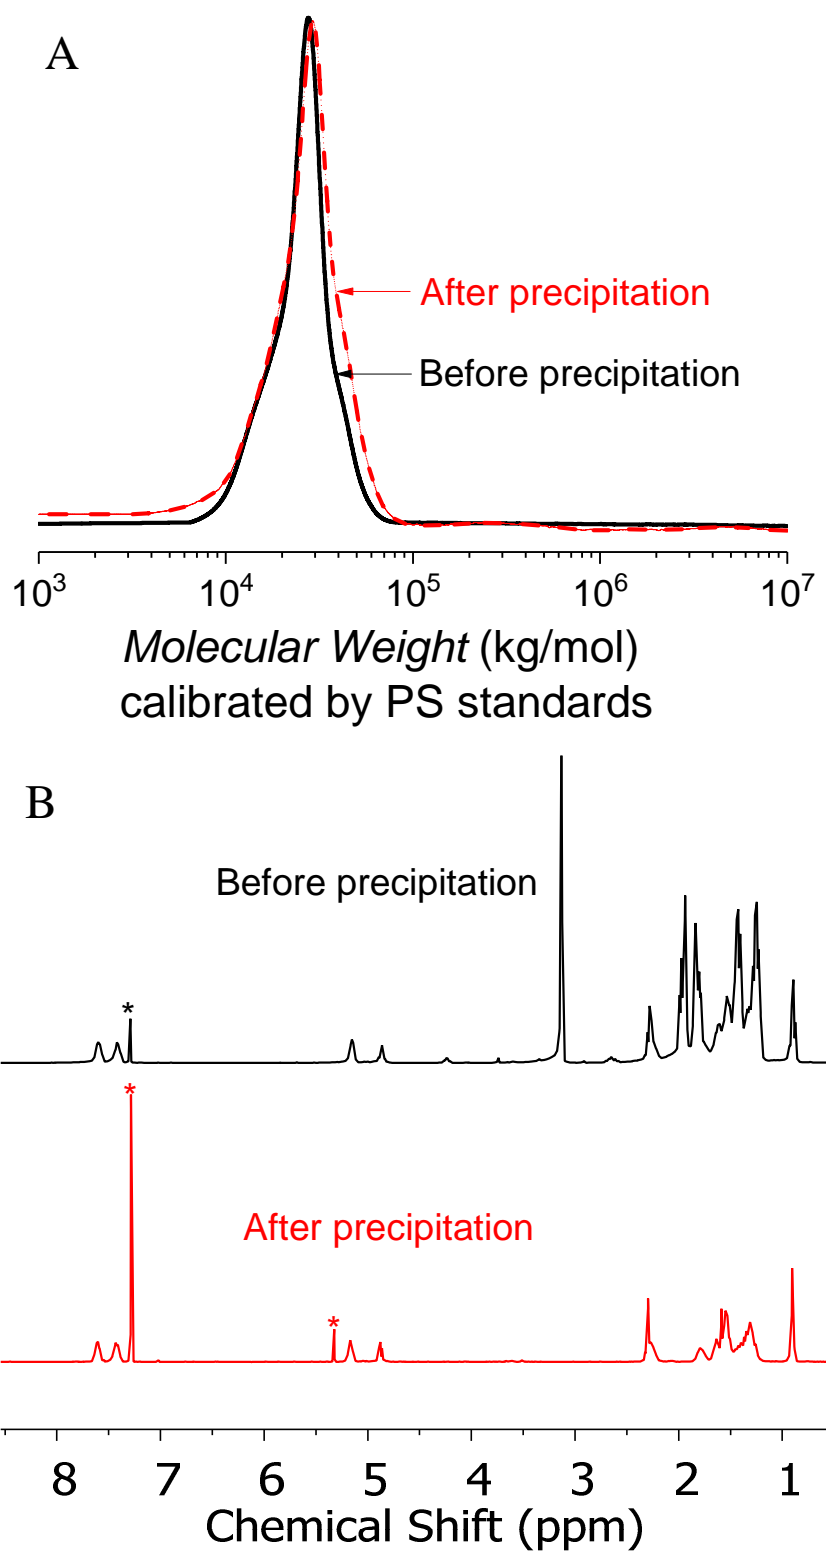 A
After precipitation
Before precipitation
10³ 10⁴ 10⁵ 10⁶ 10⁷
Molecular Weight (kg/mol)
calibrated by PS standards
B
Before precipitation
*
*
After precipitation
*
8 7 6 5 4 3 2 1
Chemical Shift (ppm)